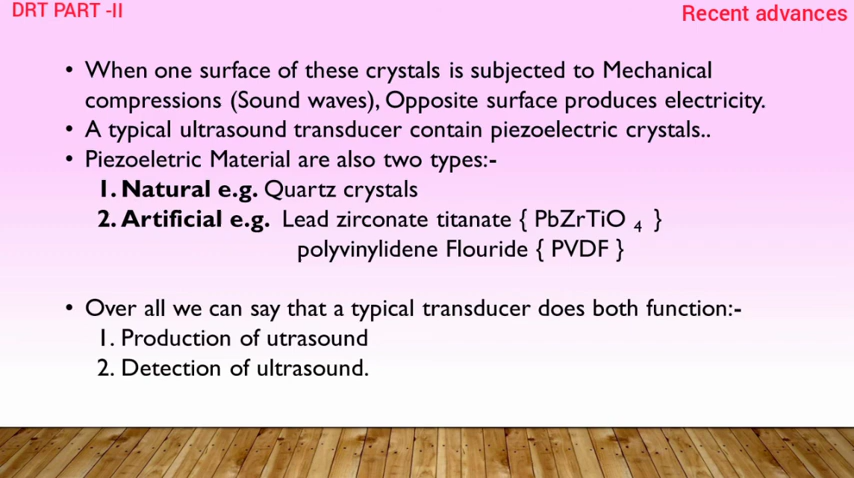 DRT PART -II
Recent advances
• When one surface of these crystals is subjected to Mechanical
compressions (Sound waves), Opposite surface produces electricity.
• A typical ultrasound transducer contain piezoelectric crystals..
• Piezoeletric Material are also two types:-
1. Natural e.g. Quartz crystals
2. Artificial e.g. Lead zirconate titanate { PbZrTiO 4 }
polyvinylidene Flouride { PVDF }
• Over all we can say that a typical transducer does both function:-
1. Production of utrasound
2. Detection of ultrasound.